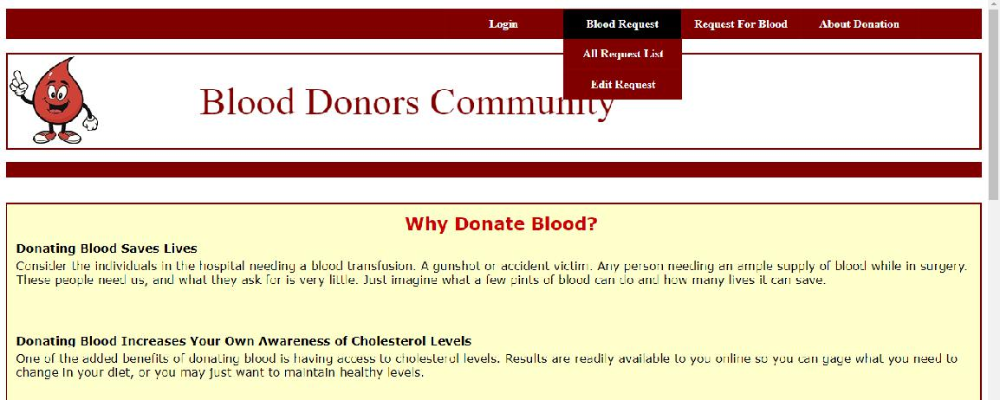 Login Blood Request Request For Blood About Donation
All Request List
Edit Request
Blood Donors Community
Why Donate Blood?
Donating Blood Saves Lives
Consider the individuals in the hospital needing a blood transfusion. A gunshot or accident victim. Any person needing an ample supply of blood while in surgery.
These people need us, and what they ask for is very little. Just imagine what a few pints of blood can do and how many lives it can save.
Donating Blood Increases Your Own Awareness of Cholesterol Levels
One of the added benefits of donating blood is having access to cholesterol levels. Results are readily available to you online so you can gage what you need to
change in your diet, or you may just want to maintain healthy levels.